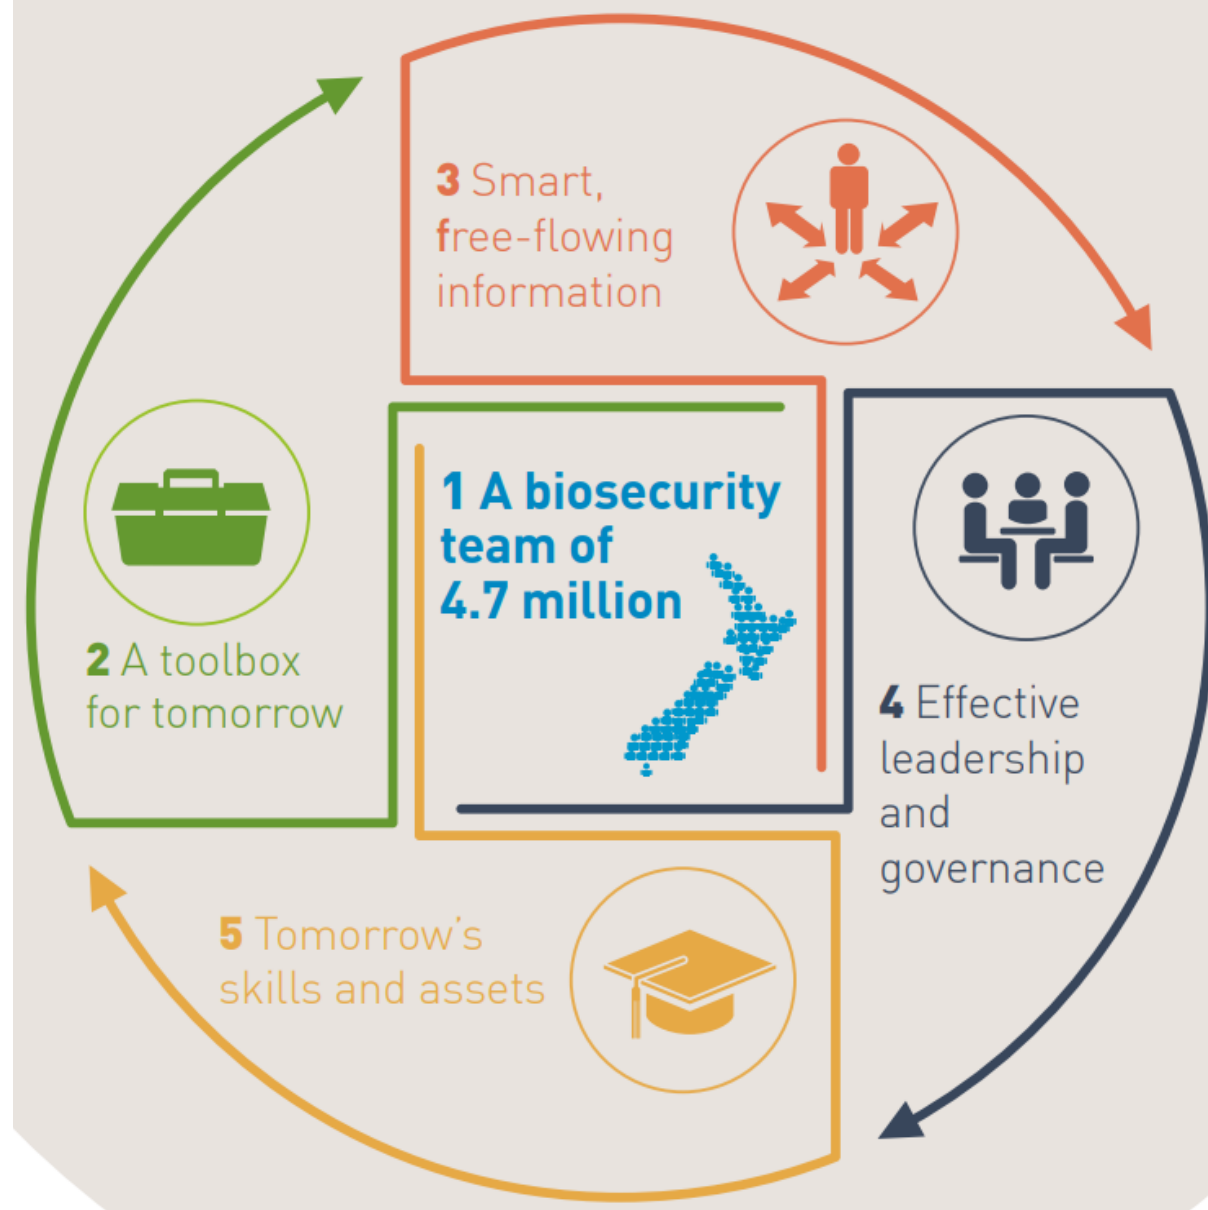 1 A biosecurity
team of
4.7 million
2 A toolbox
for tomorrow
3 Smart,
free-flowing
information
4 Effective
leadership
and
governance
5 Tomorrow’s
skills and assets